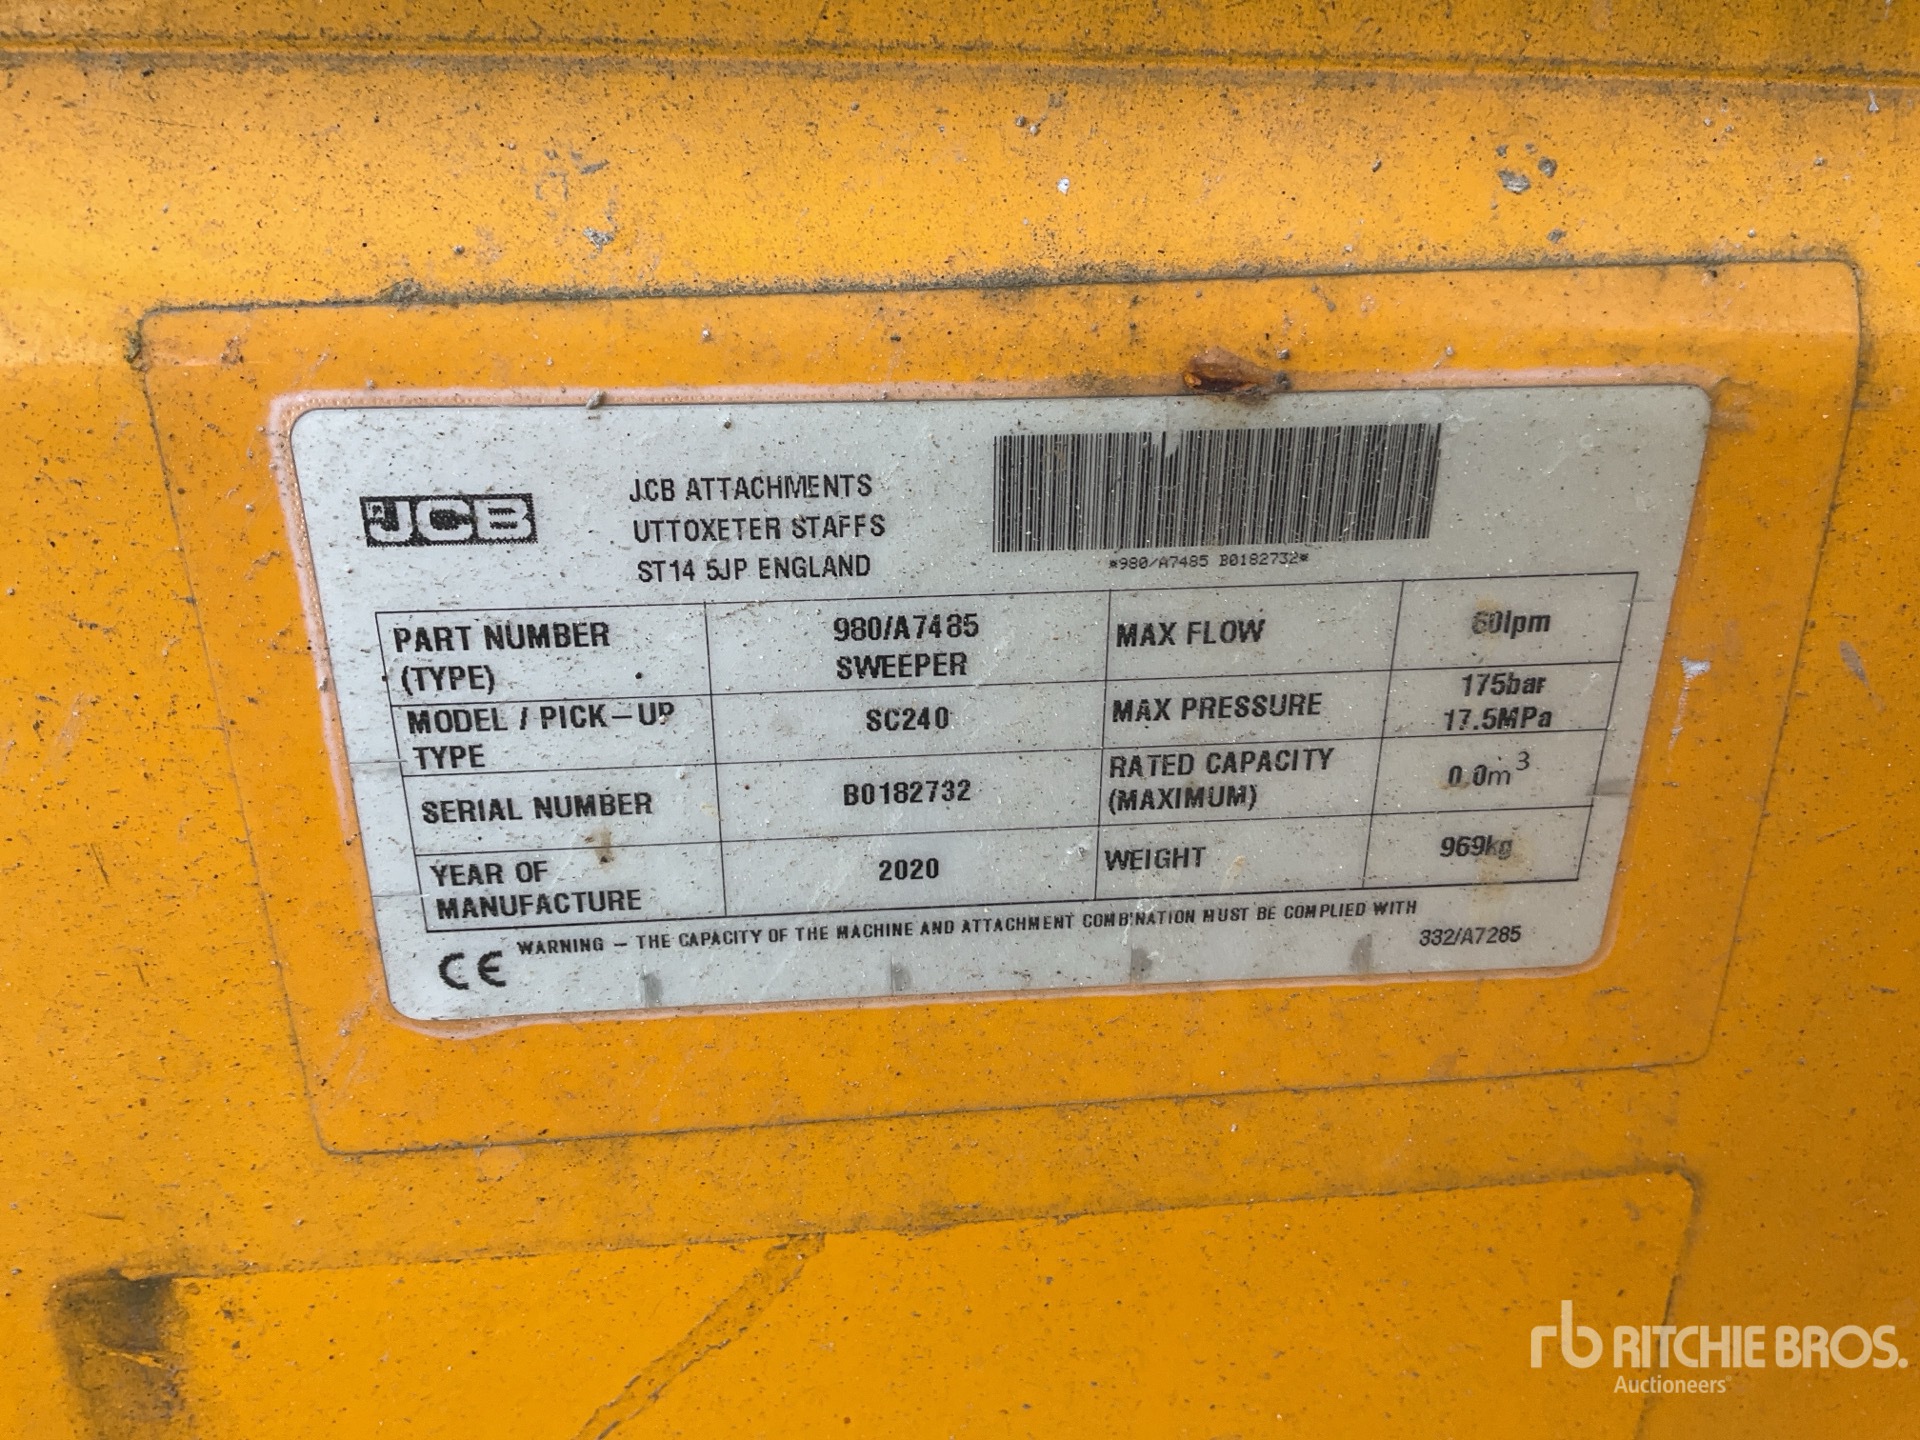 JCB
JCB ATTACHMENTS
UTTOXETER STAFFS
ST14 5JP ENGLAND
*980/A7485 B0182732*
PART NUMBER
(TYPE)
980/A7485
SWEEPER
MAX FLOW
60lpm
MODEL / PICK-UP
TYPE
SC240
MAX PRESSURE
175bar
17.5MPa
SERIAL NUMBER
B0182732
RATED CAPACITY
(MAXIMUM)
0.0m³
YEAR OF
MANUFACTURE
2020
WEIGHT
969kg
CE
WARNING - THE CAPACITY OF THE MACHINE AND ATTACHMENT COMBINATION MUST BE COMPLIED WITH
332/A7285
rb RITCHIE BROS.
Auctioneers